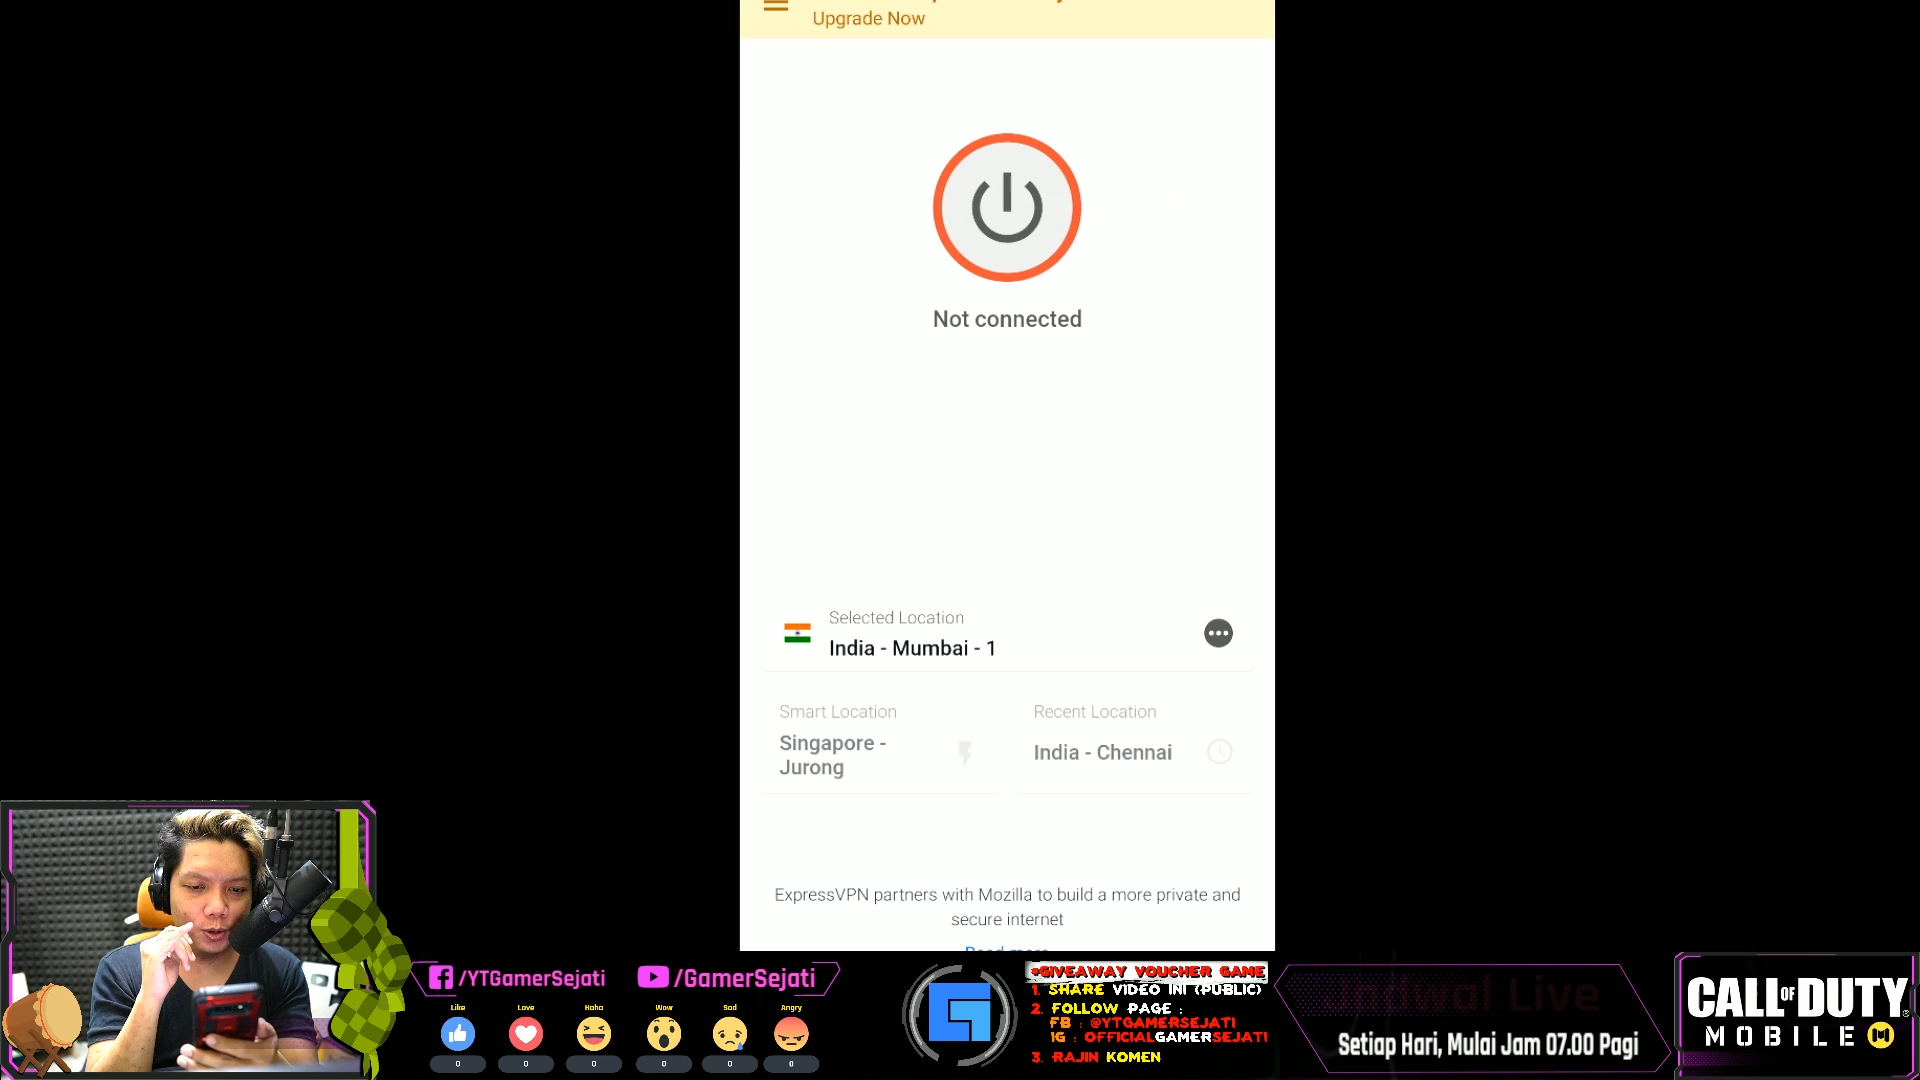 Upgrade Now
Not connected
Selected Location
India - Mumbai - 1
Smart Location
Singapore -
Jurong
Recent Location
India - Chennai
ExpressVPN partners with Mozilla to build a more private and
secure internet
Read more
/YTGamerSejati
/GamerSejati
Like
Love
Haha
Wow
Sad
Angry
0
0
0
0
0
0
*GIVEAWAY VOUCHER GAME
1. SHARE VIDEO INI (PUBLIC)
2. FOLLOW PAGE :
FB : @YTGAMERSEJATI
IG : OFFICIALGAMERSEJATI
3. RAJIN KOMEN
Live
Setiap Hari, Mulai Jam 07.00 Pagi
CALL OF DUTY
MOBILE